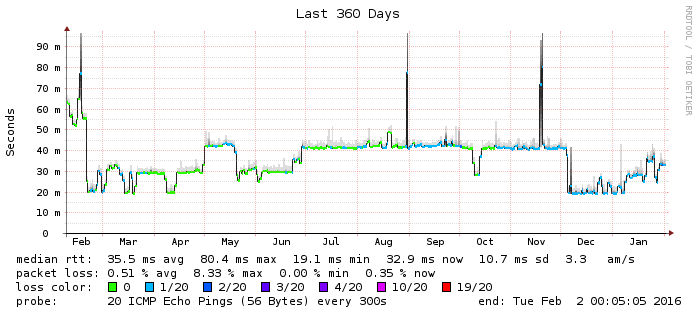 Last 360 Days
RRDTOOL / TOBI OETIKER
Seconds
90 m
80 m
70 m
60 m
50 m
40 m
30 m
20 m
10 m
0
Feb Mar Apr May Jun Jul Aug Sep Oct Nov Dec Jan
median rtt: 35.5 ms avg 80.4 ms max 19.1 ms min 32.9 ms now 10.7 ms sd 3.3 am/s
packet loss: 0.51 % avg 8.33 % max 0.00 % min 0.35 % now
loss color: 0 1/20 2/20 3/20 4/20 10/20 19/20
probe: 20 ICMP Echo Pings (56 Bytes) every 300s end: Tue Feb 2 00:05:05 2016